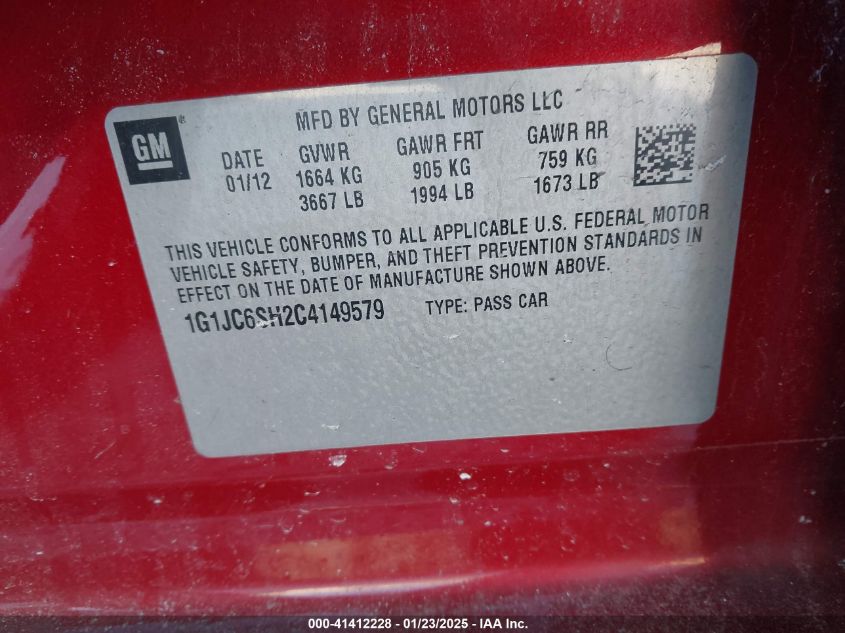 MFD BY GENERAL MOTORS LLC
GM®
DATE GVWR GAWR FRT GAWR RR
01/12 1664 KG 905 KG 759 KG
3667 LB 1994 LB 1673 LB
THIS VEHICLE CONFORMS TO ALL APPLICABLE U.S. FEDERAL MOTOR
VEHICLE SAFETY, BUMPER, AND THEFT PREVENTION STANDARDS IN
EFFECT ON THE DATE OF MANUFACTURE SHOWN ABOVE.
1G1JC6SH2C4149579 TYPE: PASS CAR
000-41412228 - 01/23/2025 - IAA Inc.